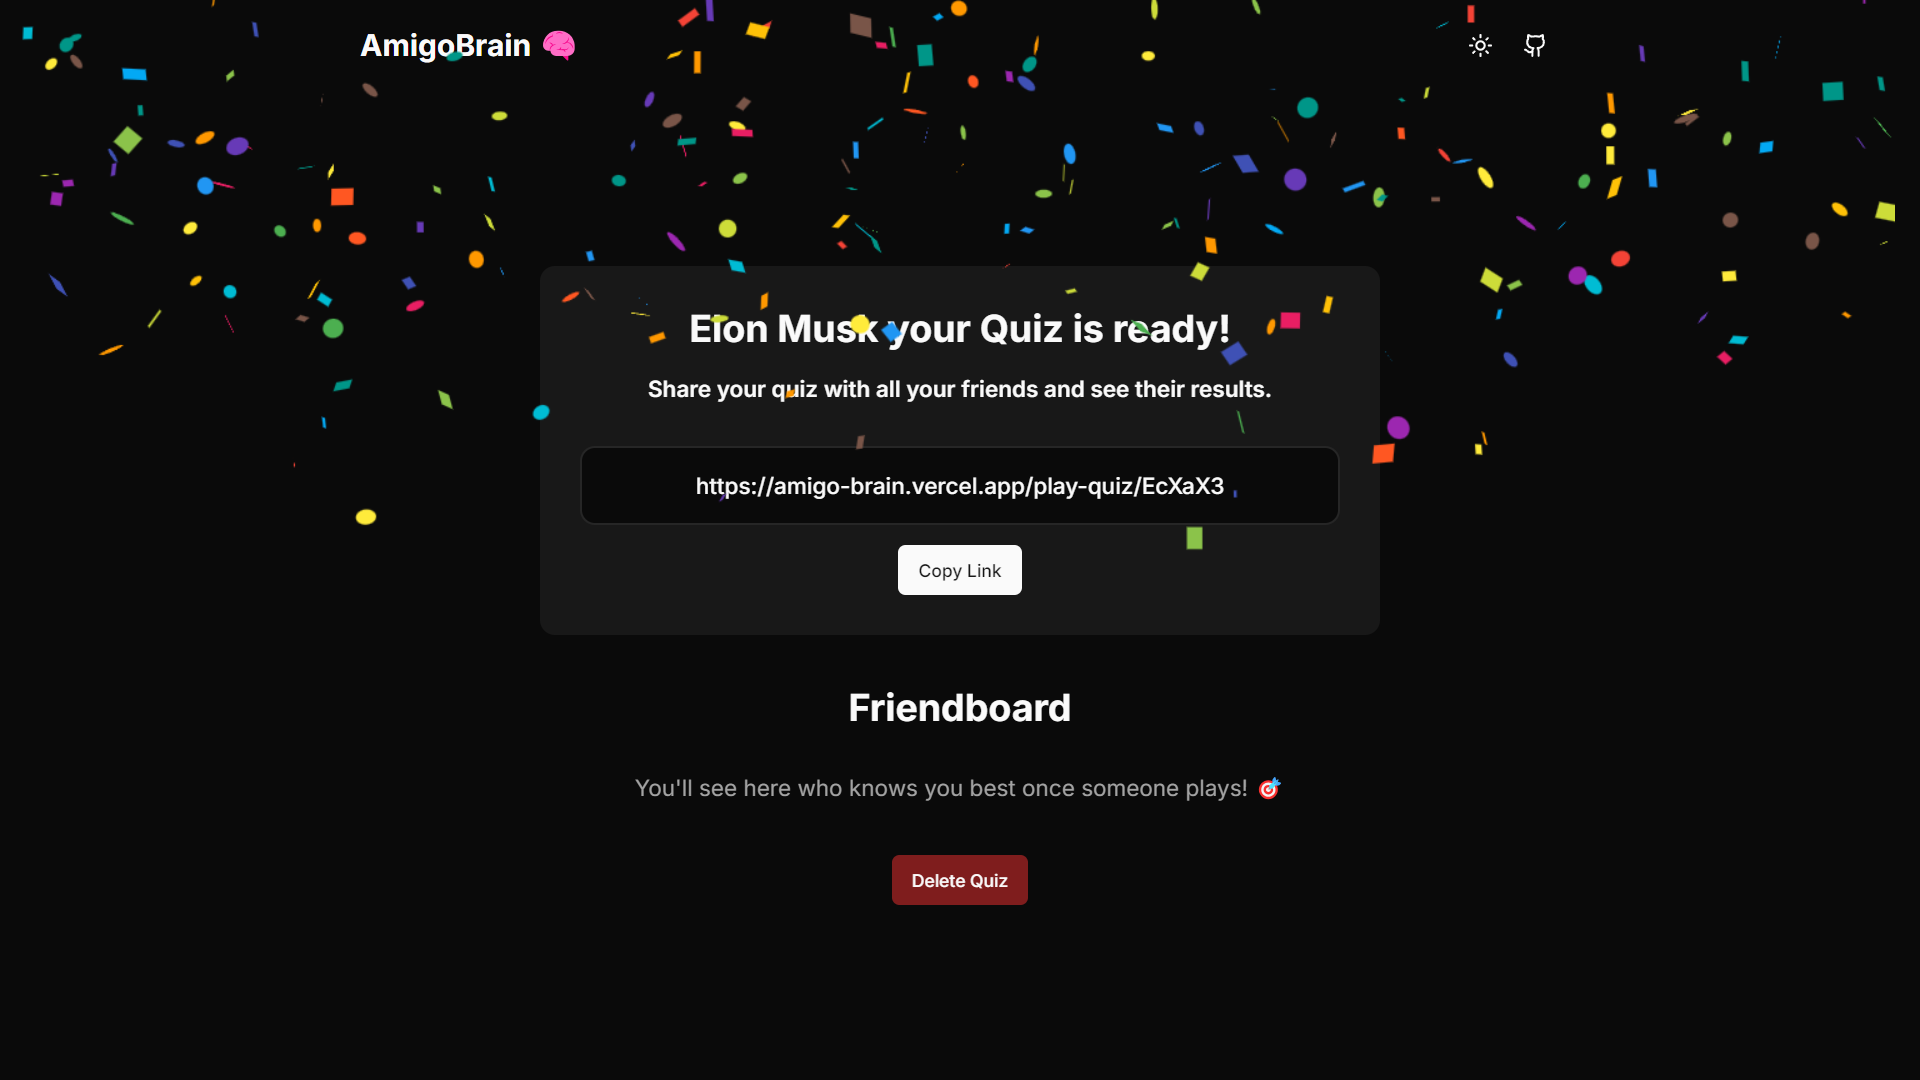 AmigoBrain
Elon Musk your Quiz is ready!
Share your quiz with all your friends and see their results.
https://amigo-brain.vercel.app/play-quiz/EcXaX3
Copy Link
Friendboard
You'll see here who knows you best once someone plays! 🎯
Delete Quiz